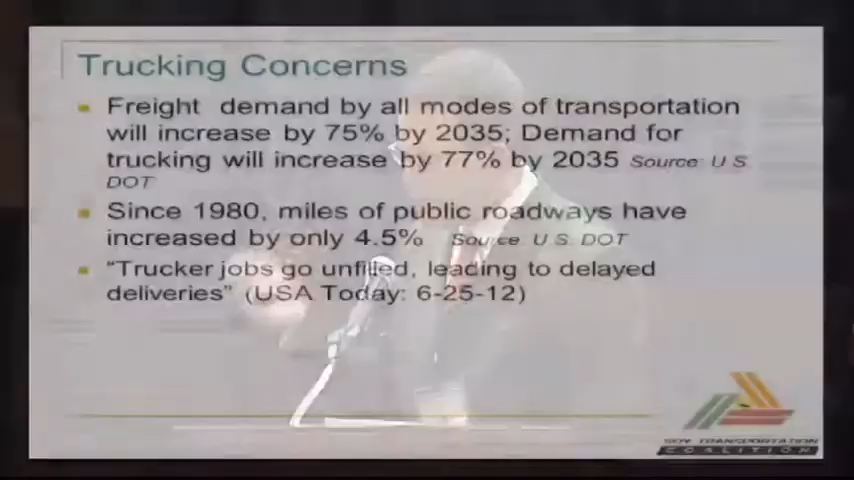 Trucking Concerns
Freight demand by all modes of transportation
will increase by 75% by 2035; Demand for
trucking will increase by 77% by 2035 Source: U.S.
DOT
Since 1980, miles of public roadways have
increased by only 4.5% Source: U.S. DOT
“Trucker jobs go unfilled, leading to delayed
deliveries” (USA Today: 6-25-12)
SOY TRANSPORTATION
COALITION